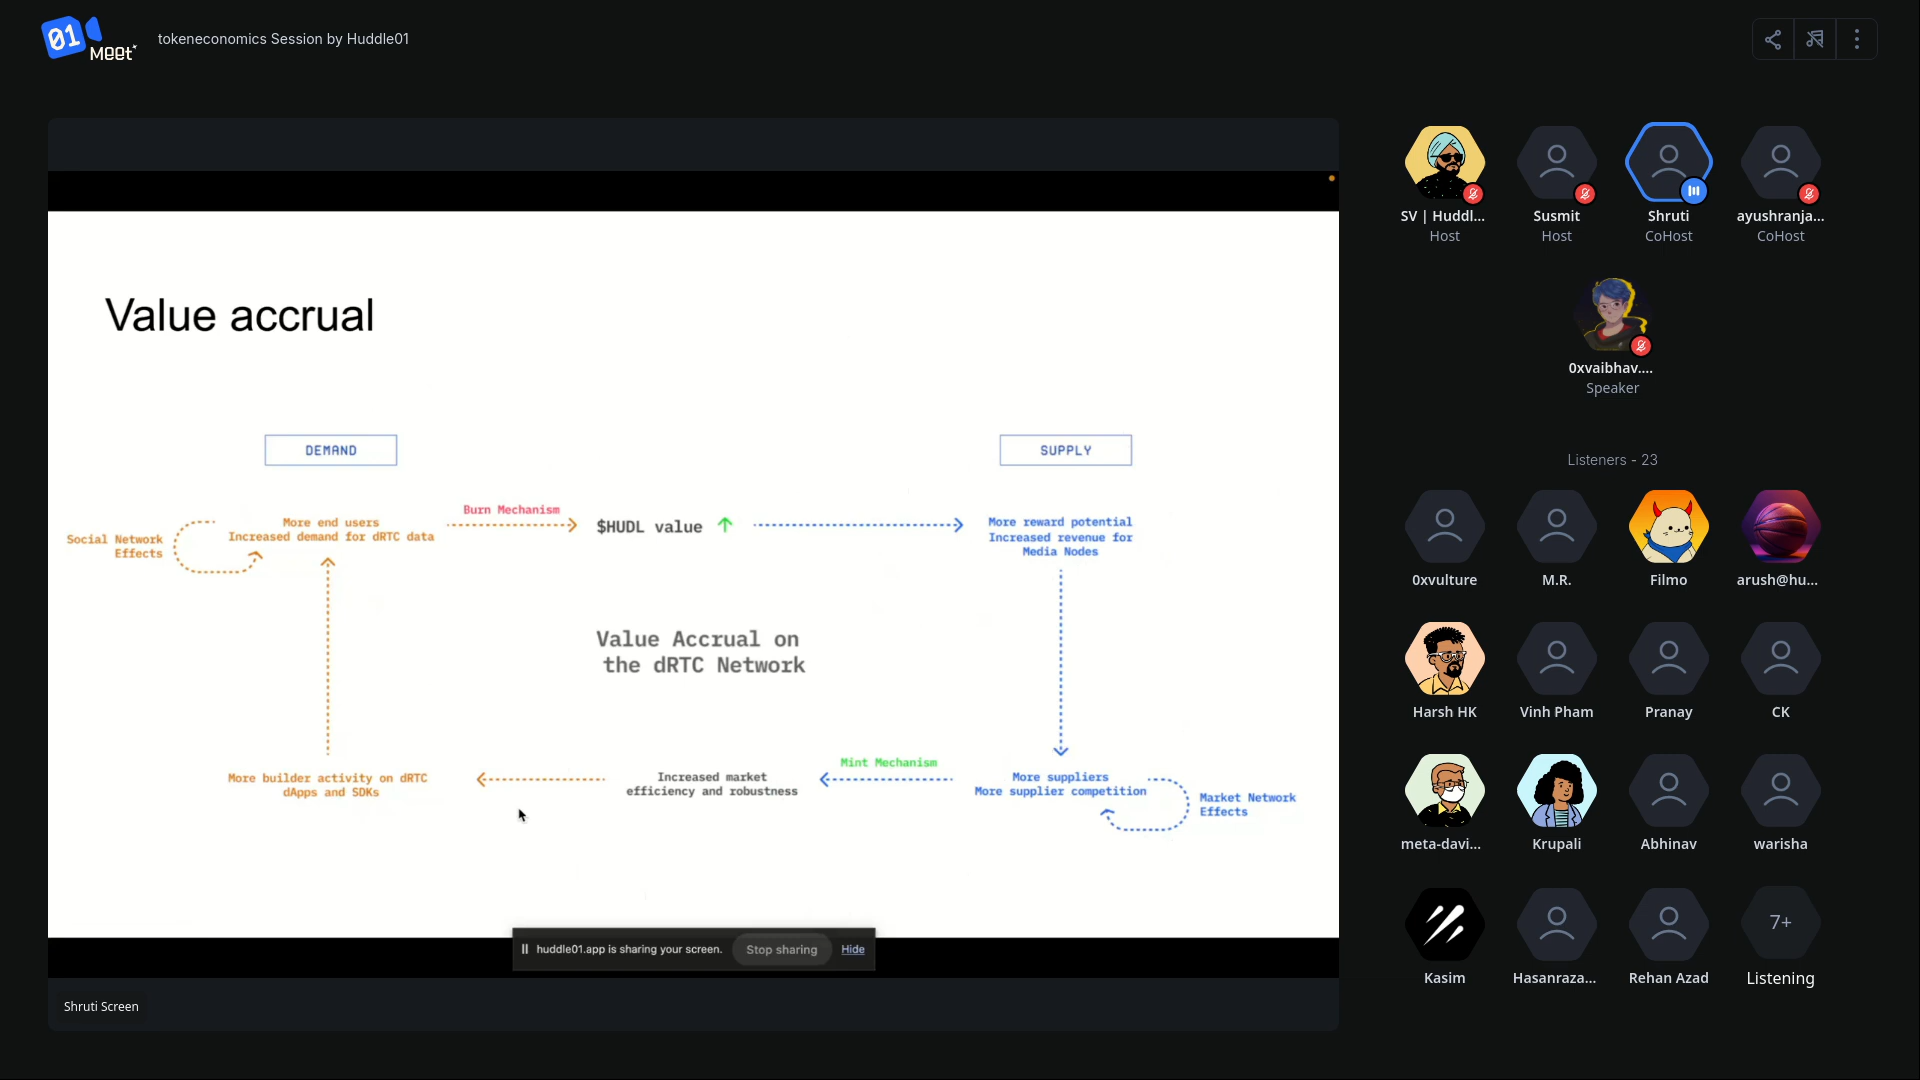 01 Meet
tokeneconomics Session by Huddle01
Value accrual
DEMAND
SUPPLY
Burn Mechanism
More end users
Increased demand for dRTC data
Social Network
Effects
$HUDL value
More reward potential
Increased revenue for
Media Nodes
Value Accrual on
the dRTC Network
Mint Mechanism
More builder activity on dRTC
dApps and SDKs
Increased market
efficiency and robustness
More suppliers
More supplier competition
Market Network
Effects
huddle01.app is sharing your screen.
Stop sharing
Hide
Shruti Screen
SV | Huddl...
Host
Susmit
Host
Shruti
CoHost
ayushranja...
CoHost
0xvaibhav....
Speaker
Listeners - 23
0xvulture
M.R.
Filmo
arush@hu...
Harsh HK
Vinh Pham
Pranay
CK
meta-davi...
Krupali
Abhinav
warisha
Kasim
Hasanraza...
Rehan Azad
7+
Listening